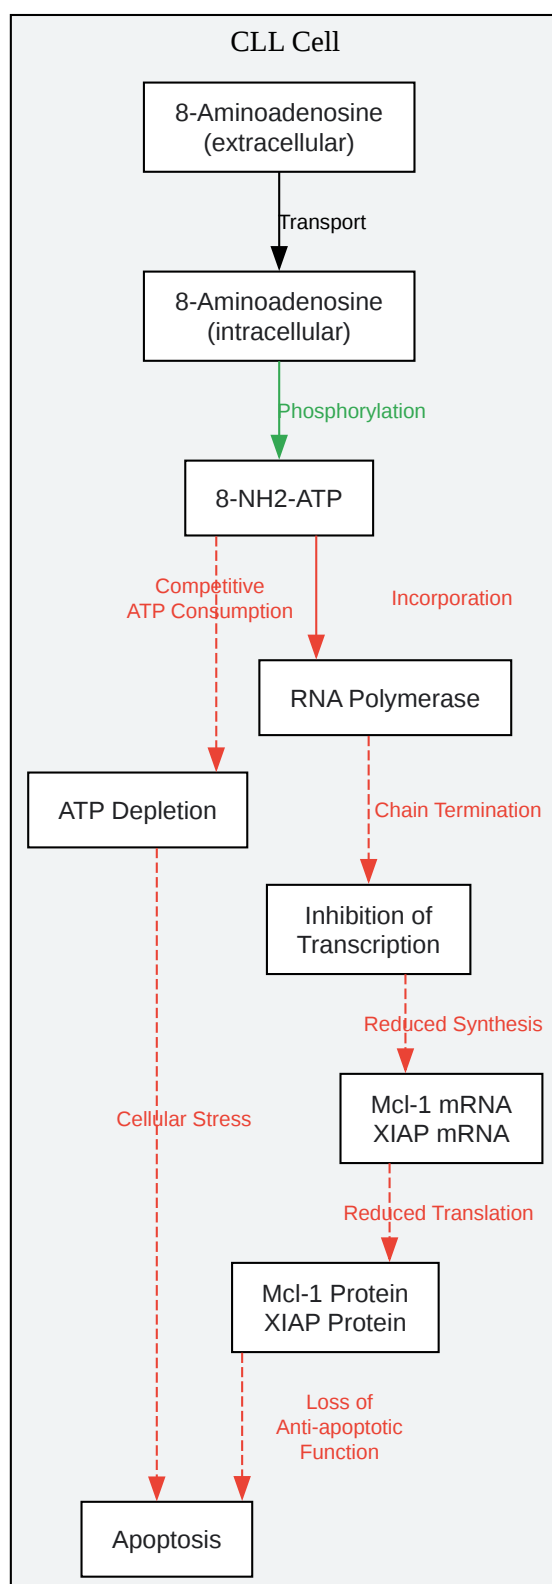 CLL Cell
8-Aminoadenosine
(extracellular)
Transport
8-Aminoadenosine
(intracellular)
Phosphorylation
8-NH2-ATP
Competitive
ATP Consumption
Incorporation
RNA Polymerase
ATP Depletion
Chain Termination
Inhibition of
Transcription
Reduced Synthesis
Mcl-1 mRNA
XIAP mRNA
Cellular Stress
Reduced Translation
Mcl-1 Protein
XIAP Protein
Loss of
Anti-apoptotic
Function
Apoptosis